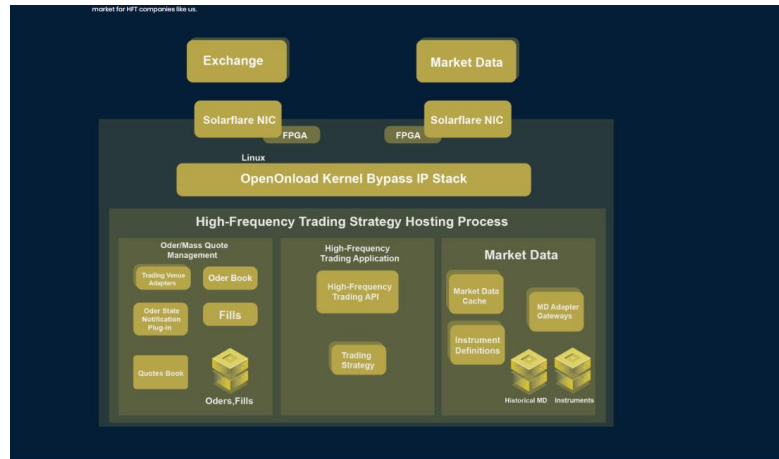 market for HFT companies like us.
Exchange
Market Data
Solarflare NIC
Solarflare NIC
FPGA
FPGA
Linux
OpenOnload Kernel Bypass IP Stack
High-Frequency Trading Strategy Hosting Process
Oder/Mass Quote
Management
Trading Venue
Adapters
Oder Book
Oder State
Notification
Plug-in
Fills
Quotes Book
Oders,Fills
High-Frequency
Trading Application
High-Frequency
Trading API
Trading
Strategy
Market Data
Market Data
Cache
MD Adapter
Gateways
Instrument
Definitions
Historical MD
Instruments